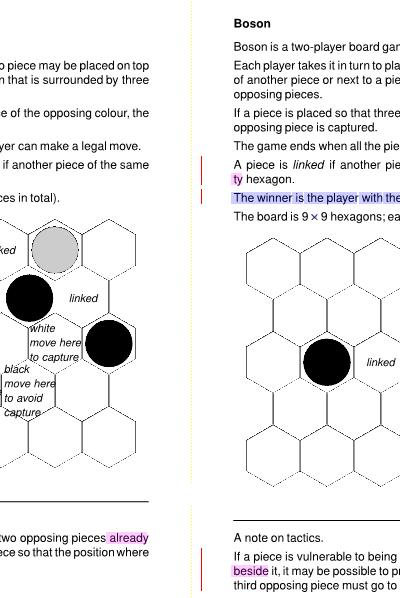 o piece may be placed on top
n that is surrounded by three
ce of the opposing colour, the
yer can make a legal move.
if another piece of the same
ces in total).
ked
linked
white
move here
to capture
black
move here
to avoid
capture
two opposing pieces already
ece so that the position where
Boson
Boson is a two-player board gan
Each player takes it in turn to pla
of another piece or next to a pie
opposing pieces.
If a piece is placed so that three
opposing piece is captured.
The game ends when all the pie
A piece is linked if another pie
ty hexagon.
The winner is the player with the
The board is 9 × 9 hexagons; ea
linked
A note on tactics.
If a piece is vulnerable to being
beside it, it may be possible to pr
third opposing piece must go to